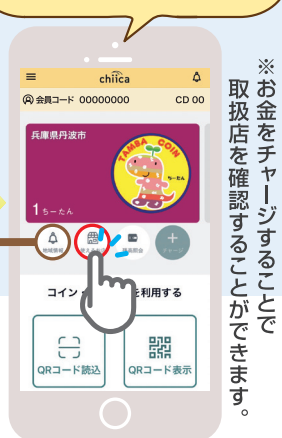 chiica
会員コード 00000000
CD 00
兵庫県丹波市
TAMBA COIN
ちーたん
1 ちーたん
地域情報
チャージ
コイン
を利用する
QRコード読込
QRコード表示
※お金をチャージすることで
取扱店を確認することができます。